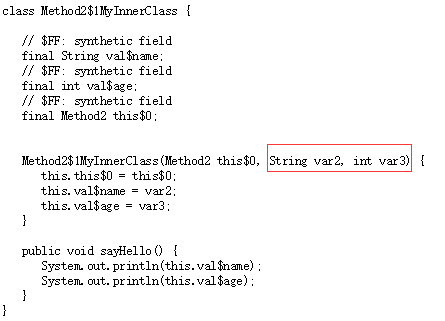 class Method2$1MyInnerClass {
// $FF: synthetic field
final String val$name;
// $FF: synthetic field
final int val$age;
// $FF: synthetic field
final Method2 this$0;
Method2$1MyInnerClass(Method2 this$0, String var2, int var3) {
this.this$0 = this$0;
this.val$name = var2;
this.val$age = var3;
}
public void sayHello() {
System.out.println(this.val$name);
System.out.println(this.val$age);
}
}